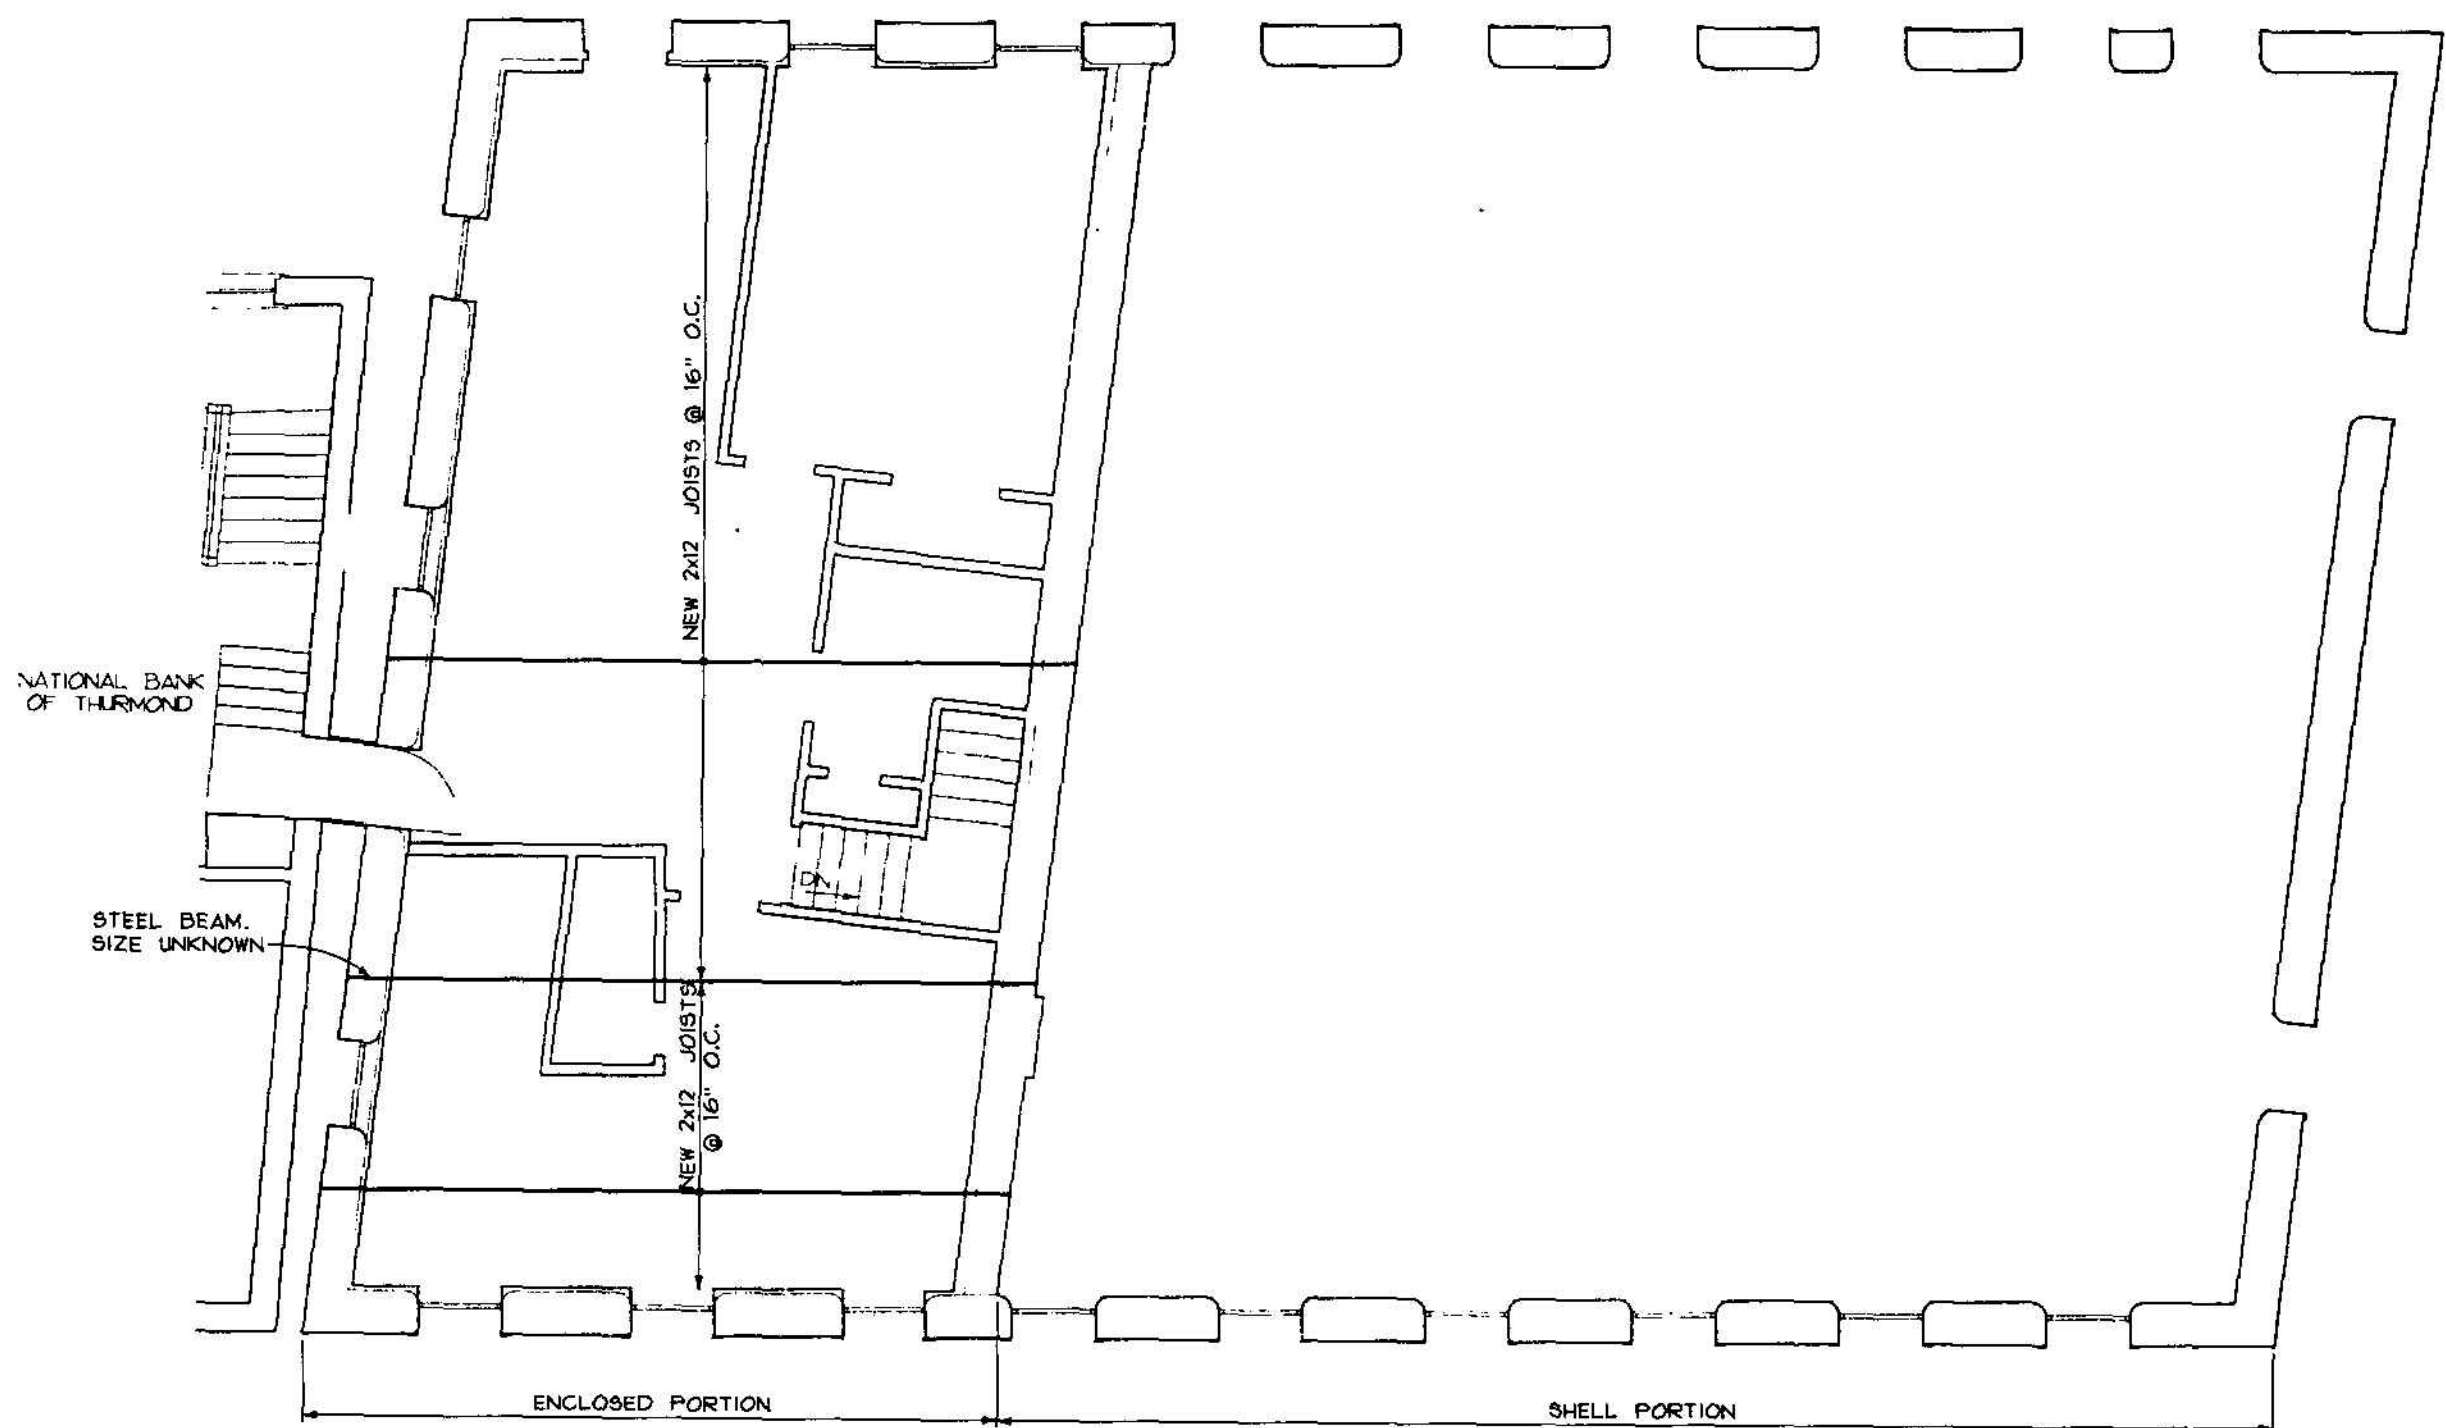 NEW 2x12 JOISTS @ 16" O.C.
NATIONAL BANK
OF THURMOND
DN
STEEL BEAM.
SIZE UNKNOWN
NEW 2x12 JOISTS
@ 16" O.C.
ENCLOSED PORTION
SHELL PORTION